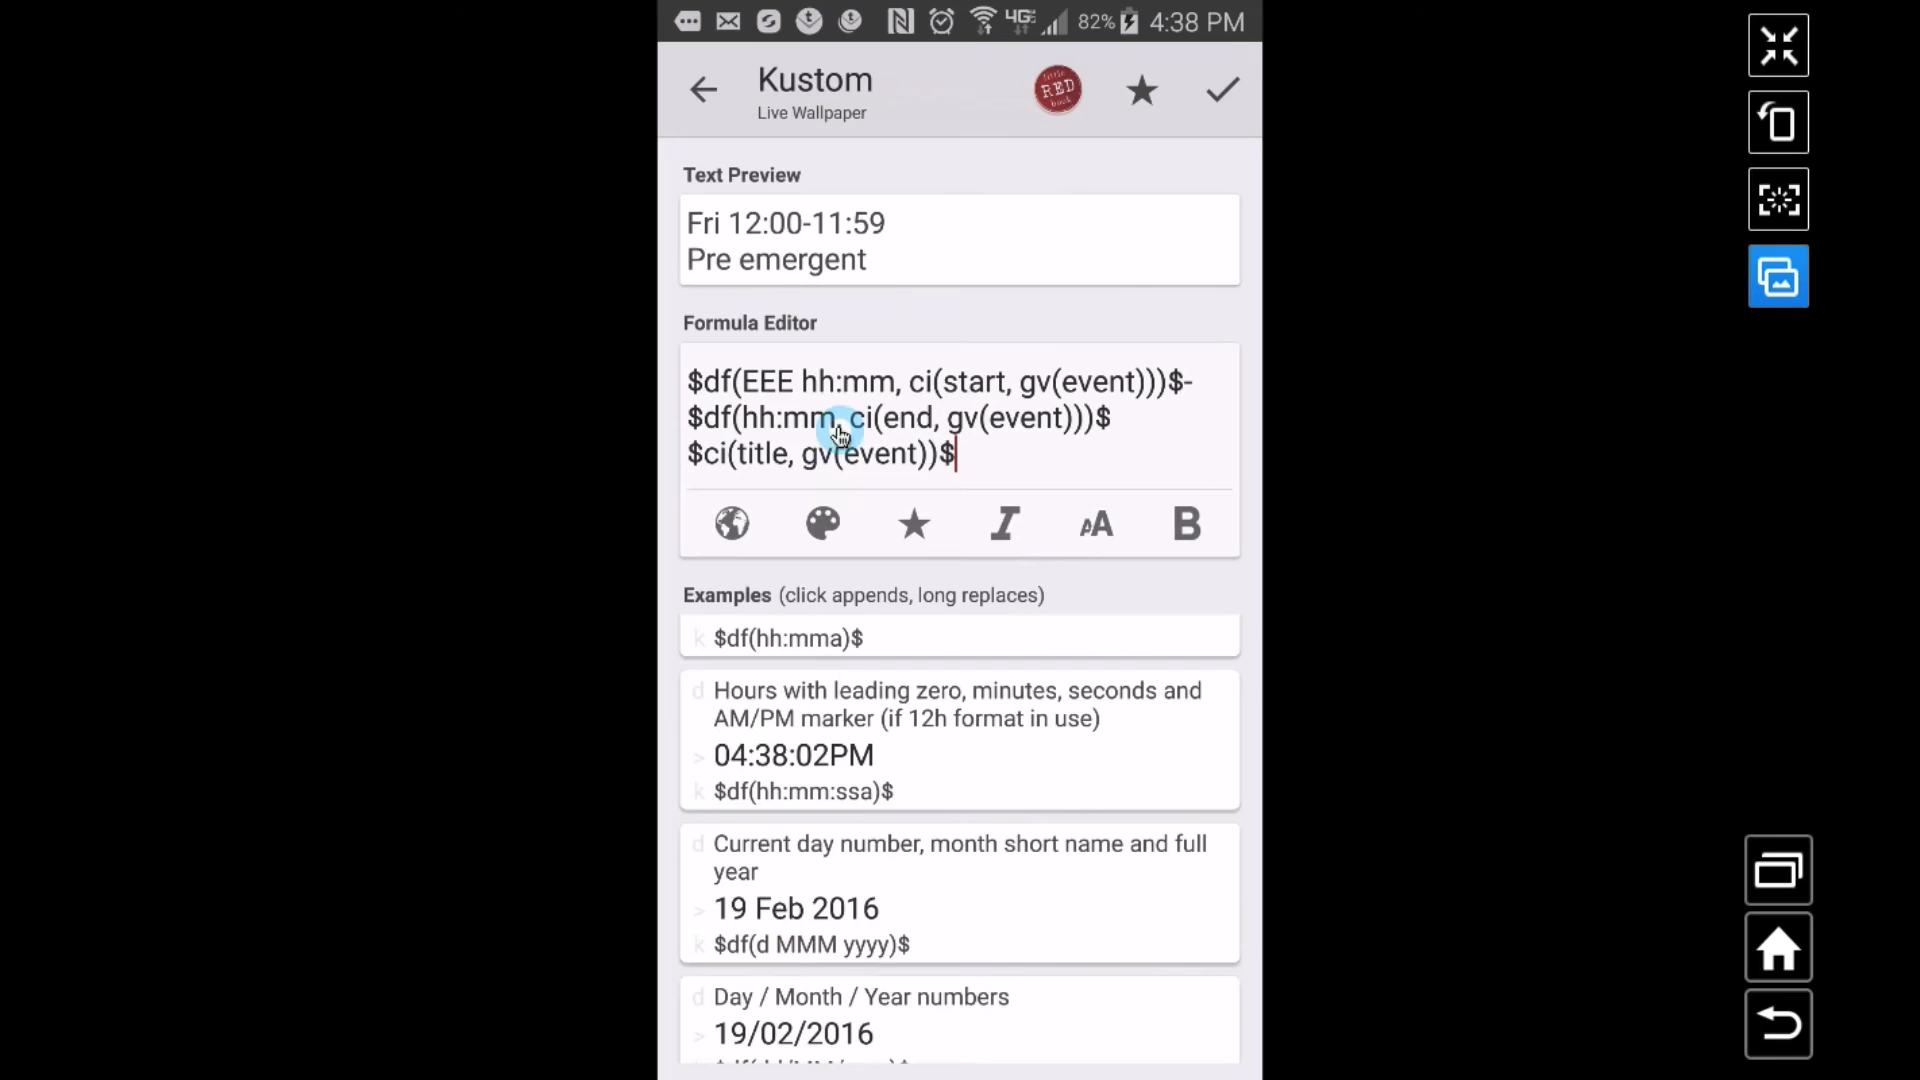 4G
82% 4:38 PM
Kustom
little
RED
book
Live Wallpaper
Text Preview
Fri 12:00-11:59
Pre emergent
Formula Editor
$df(EEE hh:mm, ci(start, gv(event)))$-
$df(hh:mm, ci(end, gv(event)))$
$ci(title, gv(event))$
I AA B
Examples (click appends, long replaces)
k $df(hh:mma)$
d Hours with leading zero, minutes, seconds and
AM/PM marker (if 12h format in use)
> 04:38:02PM
k $df(hh:mm:ssa)$
d Current day number, month short name and full
year
> 19 Feb 2016
k $df(d MMM yyyy)$
d Day / Month / Year numbers
> 19/02/2016